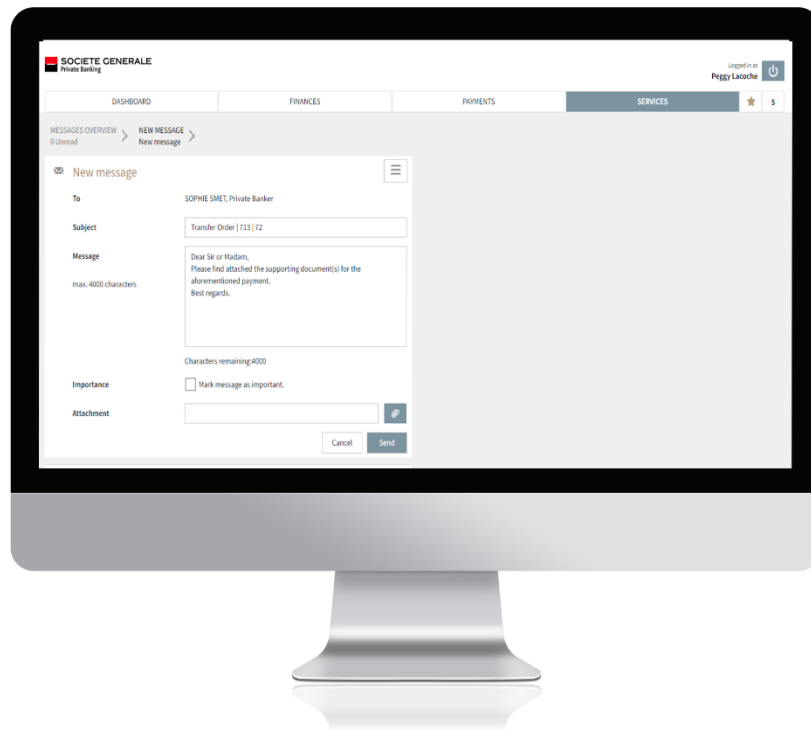 SOCIETE GENERALE
Private Banking
Logged in as
Peggy Lacoche
DASHBOARD
FINANCES
PAYMENTS
SERVICES
5
MESSAGES OVERVIEW
0 Unread
NEW MESSAGE
New message
New message
To
SOPHIE SMET, Private Banker
Subject
Transfer Order | 713 | 72
Message
max. 4000 characters
Dear Sir or Madam,
Please find attached the supporting document(s) for the
aforementioned payment.
Best regards.
Characters remaining:4000
Importance
Mark message as important.
Attachment
Cancel
Send